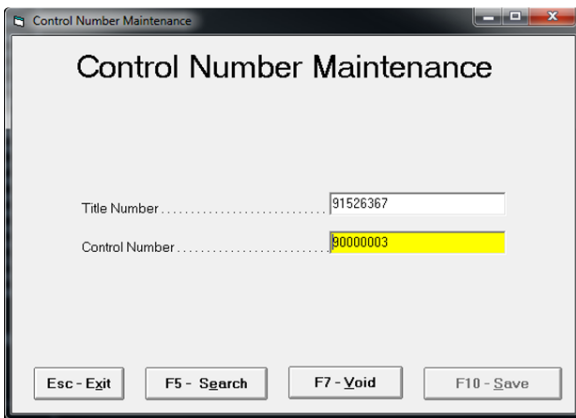 Control Number Maintenance
Control Number Maintenance
Title Number............................ 91526367
Control Number......................... 90000003
Esc - Exit F5 - Search F7 - Void F10 - Save